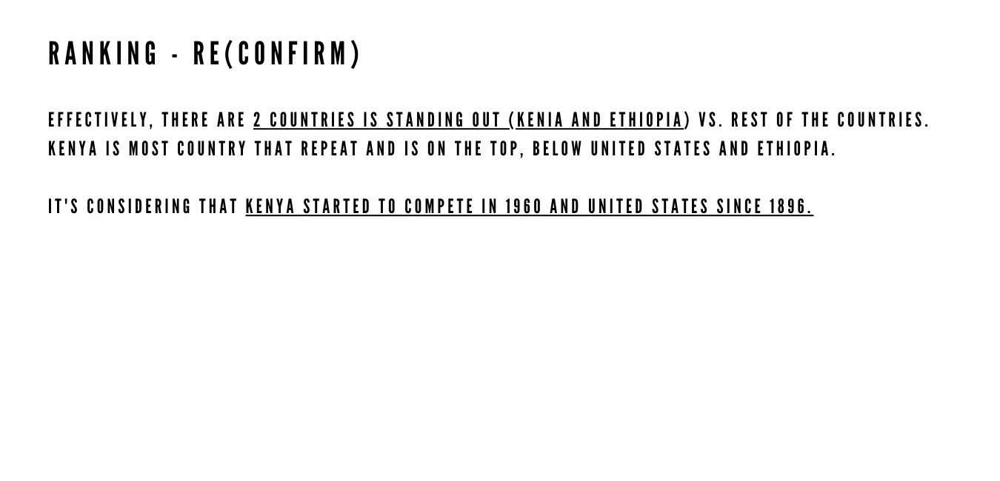 RANKING - RE(CONFIRM)
EFFECTIVELY, THERE ARE 2 COUNTRIES IS STANDING OUT (KENIA AND ETHIOPIA) VS. REST OF THE COUNTRIES.
KENYA IS MOST COUNTRY THAT REPEAT AND IS ON THE TOP, BELOW UNITED STATES AND ETHIOPIA.
IT'S CONSIDERING THAT KENYA STARTED TO COMPETE IN 1960 AND UNITED STATES SINCE 1896.